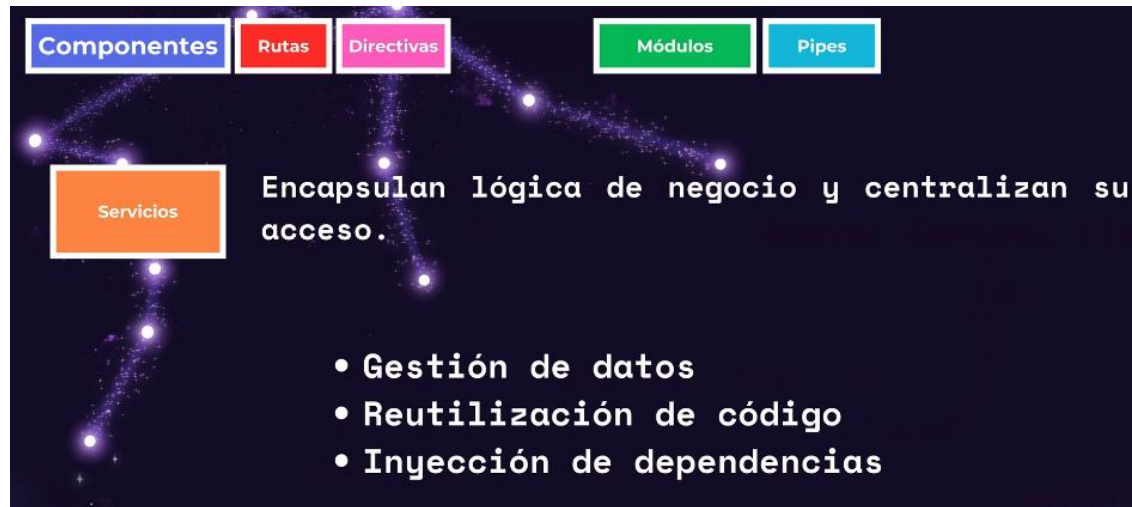 Componentes Rutas Directivas Módulos Pipes
Servicios
Encapsulan lógica de negocio y centralizan su
acceso.
• Gestión de datos
• Reutilización de código
• Inyección de dependencias